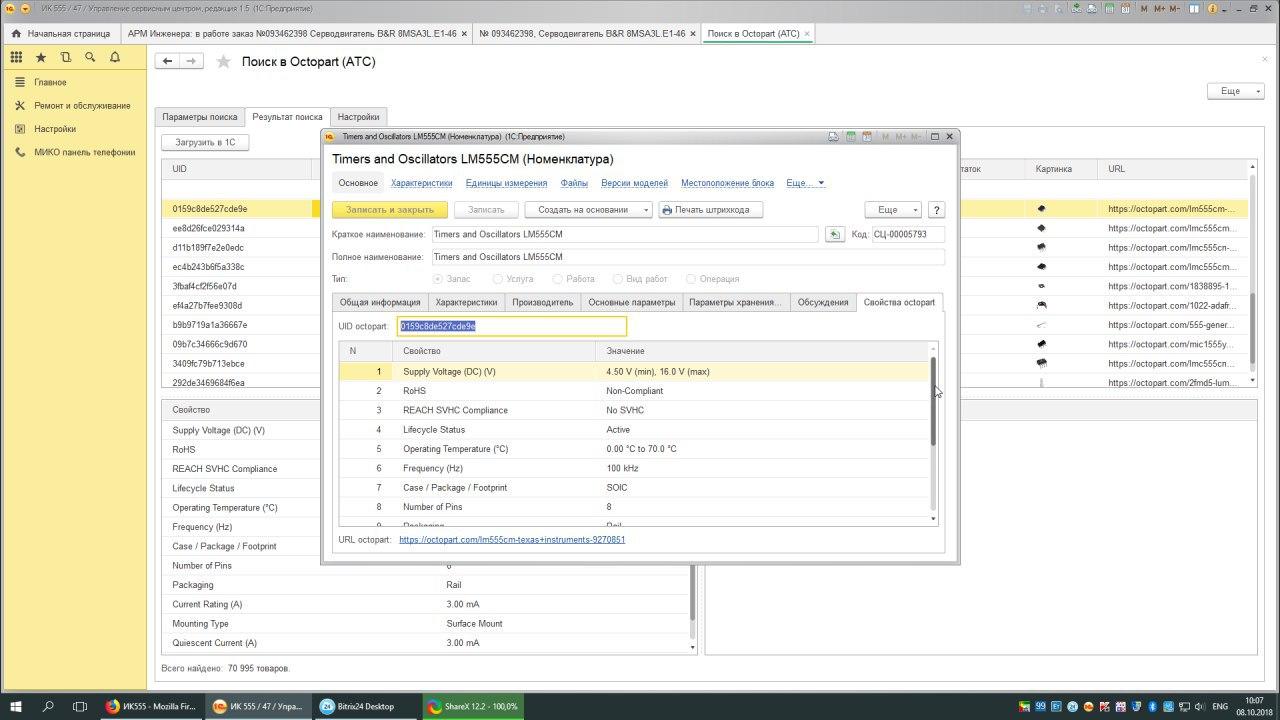 ИК 555 / 47 / Управление сервисным центром, редакция 1.5 (1С:Предприятие)
M M+ M-
Начальная страница
АРМ Инженера: в работе заказ №093462398 Серводвигатель B&R 8MSA3L.E1-46 ×
№ 093462398, Серводвигатель B&R 8MSA3L.E1-46 ×
Поиск в Octopart (ATC) ×
Главное
Ремонт и обслуживание
Настройки
МИКО панель телефонии
Поиск в Octopart (ATC)
Еще
Параметры поиска
Результат поиска
Настройки
Загрузить в 1С
UID
таток
Картинка
URL
0159c8de527cde9e
https://octopart.com/lm555cm-...
ee8d26fce029314a
https://octopart.com/lmc555cm...
d11b189f7e2e0edc
https://octopart.com/lmc555cn...
ec4b243b6f5a338c
https://octopart.com/lmc555cm...
3fbaf4cf2f56e07d
https://octopart.com/1838895-1...
ef4a27b7fee9308d
https://octopart.com/1022-adafr...
b9b9719a1a36667e
https://octopart.com/555-gener...
09b7c34666c9d670
https://octopart.com/mic1555y...
3409fc79b713ebce
https://octopart.com/lmc555cn...
292de3469684f6ea
https://octopart.com/2fmd5-lum...
Timers and Oscillators LM555CM (Номенклатура) (1С:Предприятие)
M M+ M-
Timers and Oscillators LM555CM (Номенклатура)
Основное
Характеристики
Единицы измерения
Файлы
Версии моделей
Местоположение блока
Еще...
Записать и закрыть
Записать
Создать на основании
Печать штрихкода
Еще
?
Краткое наименование: Timers and Oscillators LM555CM
Код: СЦ-00005793
Полное наименование: Timers and Oscillators LM555CM
Тип: Запас Услуга Работа Вид работ Операция
Общая информация
Характеристики
Производитель
Основные параметры
Параметры хранения...
Обсуждения
Свойства octopart
UID octopart: 0159c8de527cde9e
N Свойство Значение
1 Supply Voltage (DC) (V) 4.50 V (min), 16.0 V (max)
2 RoHS Non-Compliant
3 REACH SVHC Compliance No SVHC
4 Lifecycle Status Active
5 Operating Temperature (°C) 0.00 °C to 70.0 °C
6 Frequency (Hz) 100 kHz
7 Case / Package / Footprint SOIC
8 Number of Pins 8
9 Packaging Rail
URL octopart: https://octopart.com/lm555cm-texas+instruments-9270851
Свойство
Supply Voltage (DC) (V)
RoHS
REACH SVHC Compliance
Lifecycle Status
Operating Temperature (°C)
Frequency (Hz)
Case / Package / Footprint
Number of Pins 8
Packaging Rail
Current Rating (A) 3.00 mA
Mounting Type Surface Mount
Quiescent Current (A) 3.00 mA
Всего найдено: 70 995 товаров.
ИК555 - Mozilla Fir...
ИК 555 / 47 / Упра...
Bitrix24 Desktop
ShareX 12.2 - 100,0%
99
ENG
10:07
08.10.2018